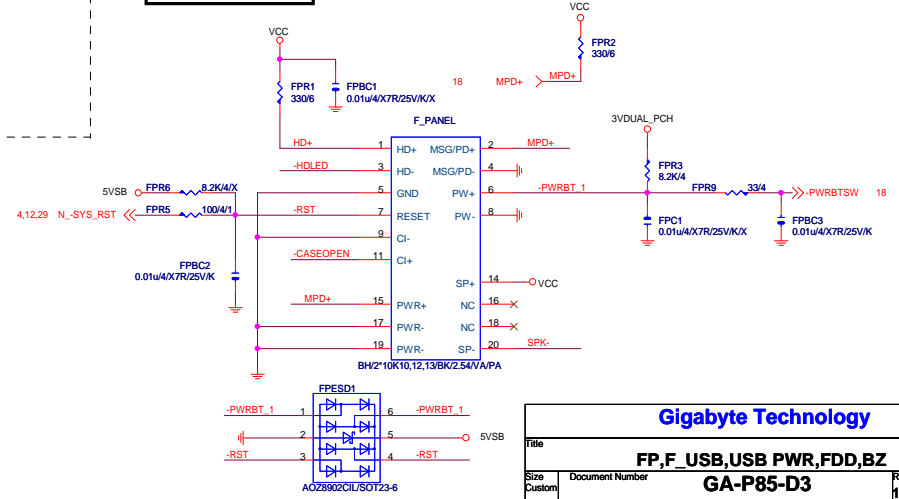 VCC
VCC
FPR2
330/6
FPR1
330/6
FPBC1
0.01u/4/X7R/25V/K/X
18
MPD+
MPD+
F_PANEL
3VDUAL_PCH
HD+
1
HD+
MSG/PD+
2
MPD+
-HDLED
3
HD-
MSG/PD-
4
FPR3
8.2K/4
5VSB
FPR6
8.2K/4/X
5
GND
PW+
6
-PWRBT_1
FPR9
33/4
-PWRBTSW
18
4,12,29
N_-SYS_RST
FPR5
100/4/1
-RST
7
RESET
PW-
8
FPC1
0.01u/4/X7R/25V/K/X
FPBC3
0.01u/4/X7R/25V/K
9
CI-
-CASEOPEN
11
CI+
FPBC2
0.01u/4/X7R/25V/K
SP+
14
VCC
MPD+
15
PWR+
NC
16
17
PWR-
NC
18
19
PWR-
SP-
20
SPK-
BH/2*10K10,12,13/BK/2.54/VA/PA
FPESD1
-PWRBT_1
1
6
-PWRBT_1
2
5
5VSB
-RST
3
4
-RST
AOZ8902CIL/SOT23-6
Gigabyte Technology
Title
FP,F_USB,USB PWR,FDD,BZ
Size
Custom
Document Number
GA-P85-D3